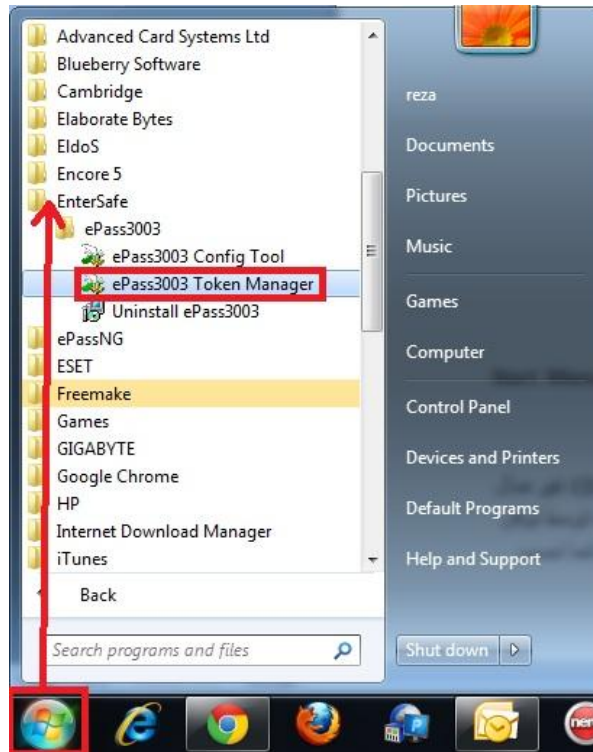 Advanced Card Systems Ltd
Blueberry Software
Cambridge
Elaborate Bytes
EldoS
Encore 5
EnterSafe
ePass3003
ePass3003 Config Tool
ePass3003 Token Manager
Uninstall ePass3003
ePassNG
ESET
Freemake
Games
GIGABYTE
Google Chrome
HP
Internet Download Manager
iTunes
Back
Search programs and files
reza
Documents
Pictures
Music
Games
Computer
Control Panel
Devices and Printers
Default Programs
Help and Support
Shut down